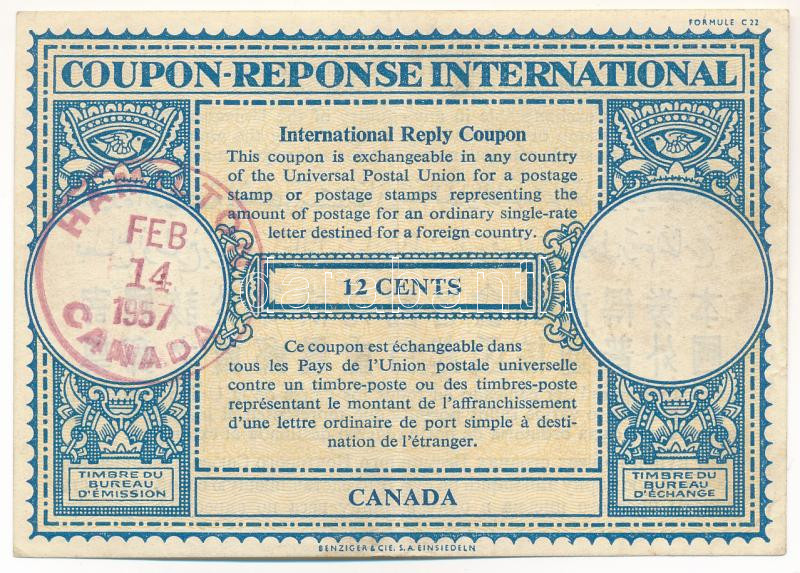 FORMULE C 22
COUPON-REPONSE INTERNATIONAL
International Reply Coupon
This coupon is exchangeable in any country
of the Universal Postal Union for a postage
stamp or postage stamps representing the
amount of postage for an ordinary single-rate
letter destined for a foreign country.
12 CENTS
Ce coupon est échangeable dans
tous les Pays de l'Union postale universelle
contre un timbre-poste ou des timbres-poste
représentant le montant de l'affranchissement
d'une lettre ordinaire de port simple à desti-
nation de l'étranger.
CANADA
FEB
14
1957
CANADA
TIMBRE DU
BUREAU
D'ÉMISSION
TIMBRE DU
BUREAU
D'ÉCHANGE
BENZIGER & CIE. S.A. EINSIEDELN